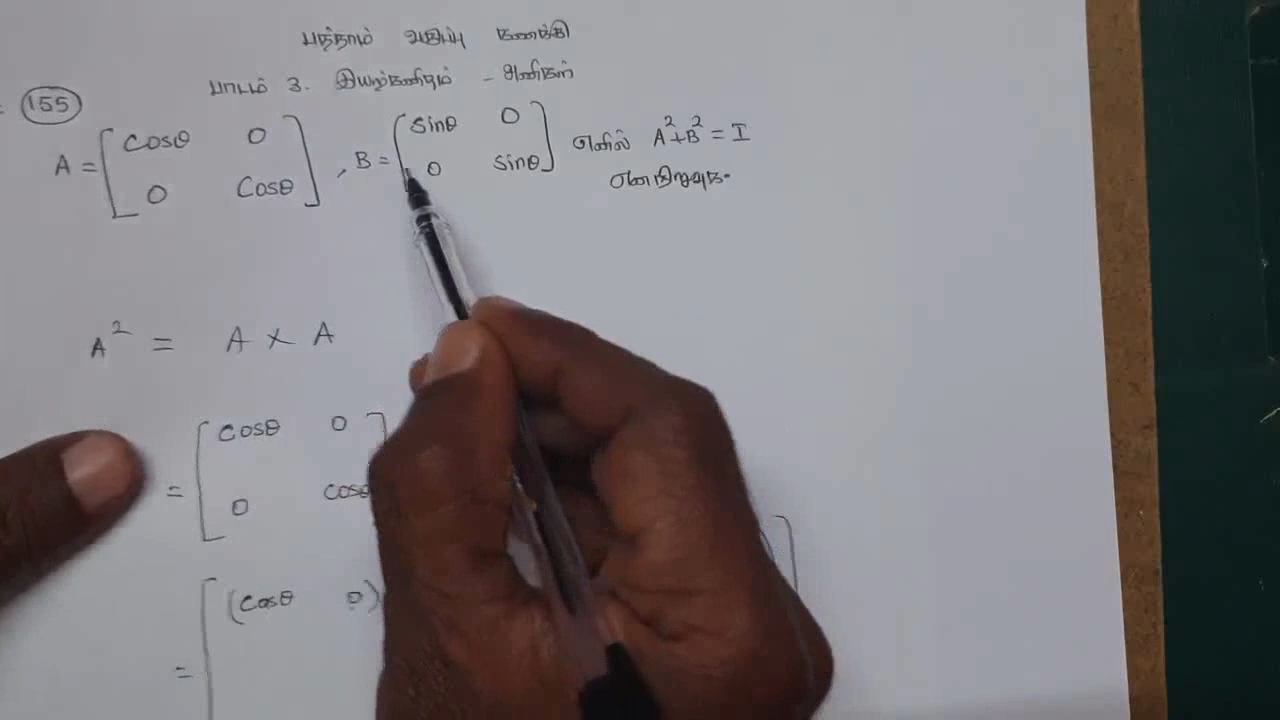 பத்தாம் வகுப்பு கணக்கு
பாடம் 3. இயற்கணிதம் - அணிகள்
155
A = [cosθ 0
0 cosθ] , B = [sinθ 0
0 sinθ] எனில் A²+B² = I
எனநிறுவுக.
A² = A × A
= [cosθ 0
0 cosθ
= [(cosθ 0)